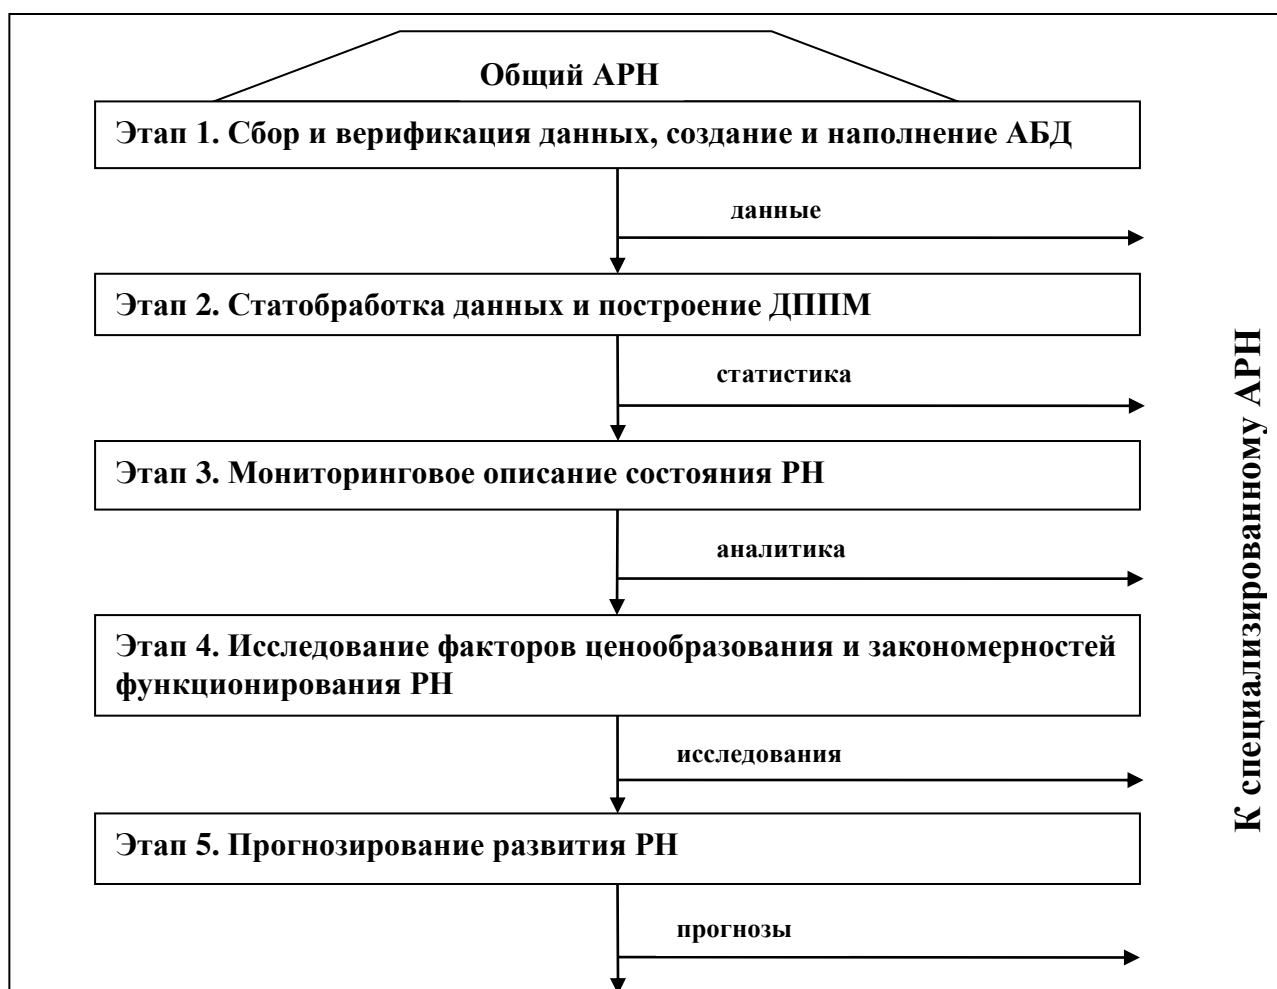 Общий АРН
Этап 1. Сбор и верификация данных, создание и наполнение АБД
данные
Этап 2. Статобработка данных и построение ДППМ
статистика
Этап 3. Мониторинговое описание состояния РН
аналитика
Этап 4. Исследование факторов ценообразования и закономерностей
функционирования РН
исследования
Этап 5. Прогнозирование развития РН
прогнозы
К специализированному АРН